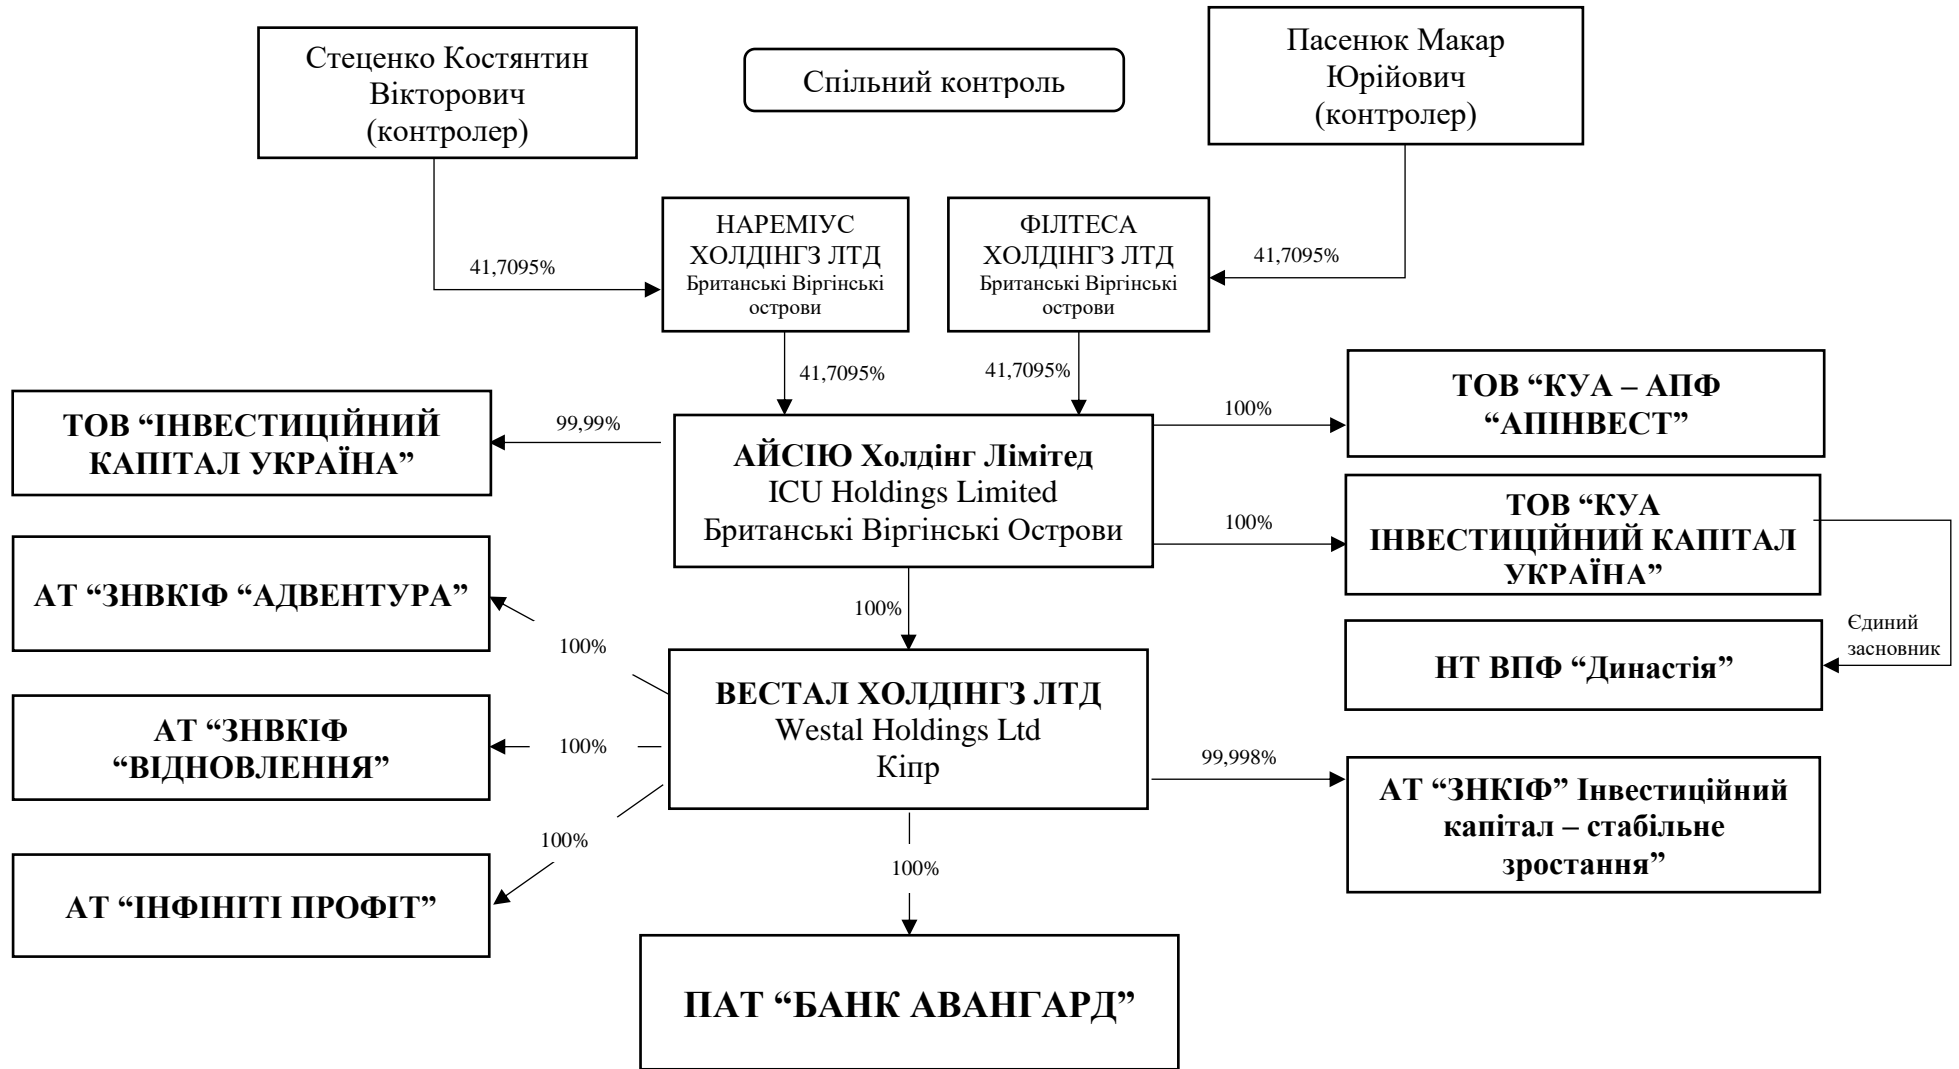 Стеценко Костянтин
Вікторович
(контролер)
Спільний контроль
Пасенюк Макар
Юрійович
(контролер)
41,7095%
НАРЕМІУС
ХОЛДІНГЗ ЛТД
Британські Віргінські
острови
ФІЛТЕСА
ХОЛДІНГЗ ЛТД
Британські Віргінські
острови
41,7095%
41,7095%
41,7095%
ТОВ “ІНВЕСТИЦІЙНИЙ
КАПІТАЛ УКРАЇНА”
99,99%
АЙСІЮ Холдінг Лімітед
ICU Holdings Limited
Британські Віргінські Острови
100%
ТОВ “КУА – АПФ
“АПІНВЕСТ”
100%
ТОВ “КУА
ІНВЕСТИЦІЙНИЙ КАПІТАЛ
УКРАЇНА”
АТ “ЗНВКІФ “АДВЕНТУРА”
100%
100%
Єдиний
засновник
НТ ВПФ “Династія”
ВЕСТАЛ ХОЛДІНГЗ ЛТД
Westal Holdings Ltd
Кіпр
АТ “ЗНВКІФ
“ВІДНОВЛЕННЯ”
100%
99,998%
АТ “ЗНКІФ” Інвестиційний
капітал – стабільне
зростання”
100%
100%
АТ “ІНФІНІТІ ПРОФІТ”
ПАТ “БАНК АВАНГАРД”